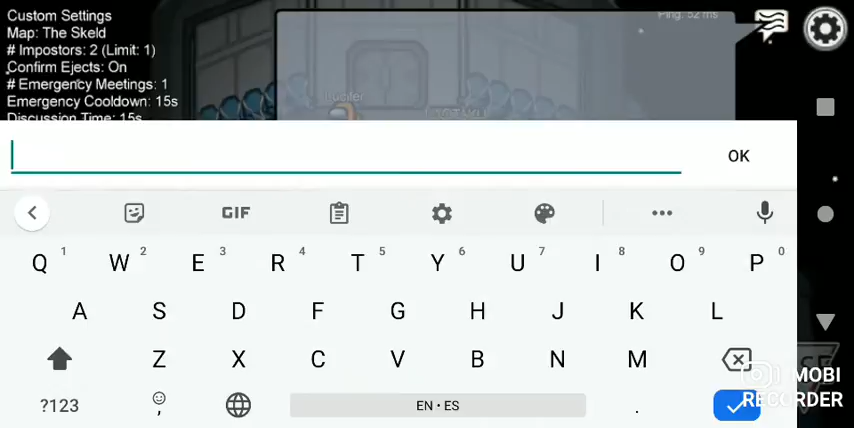 Custom Settings
Map: The Skeld
# Impostors: 2 (Limit: 1)
Confirm Ejects: On
# Emergency Meetings: 1
Emergency Cooldown: 15s
Discussion Time: 15s
Ping: 52 ms
Lucifer
OK
GIF
Q 1 W 2 E 3 R 4 T 5 Y 6 U 7 I 8 O 9 P 0
A S D F G H J K L
Z X C V B N M
?123 , EN • ES .
MOBI
RECORDER